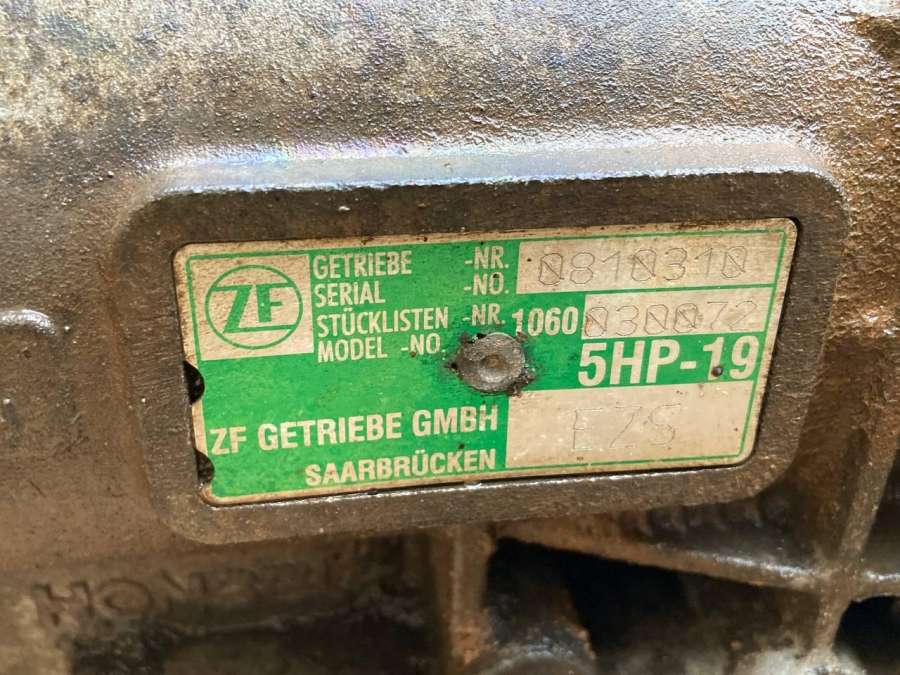 ZF
GETRIEBE -NR. 0810310
SERIAL -NO.
STÜCKLISTEN -NR. 1060 030072
MODEL -NO.
5HP-19
ZF GETRIEBE GMBH EZS
SAARBRÜCKEN